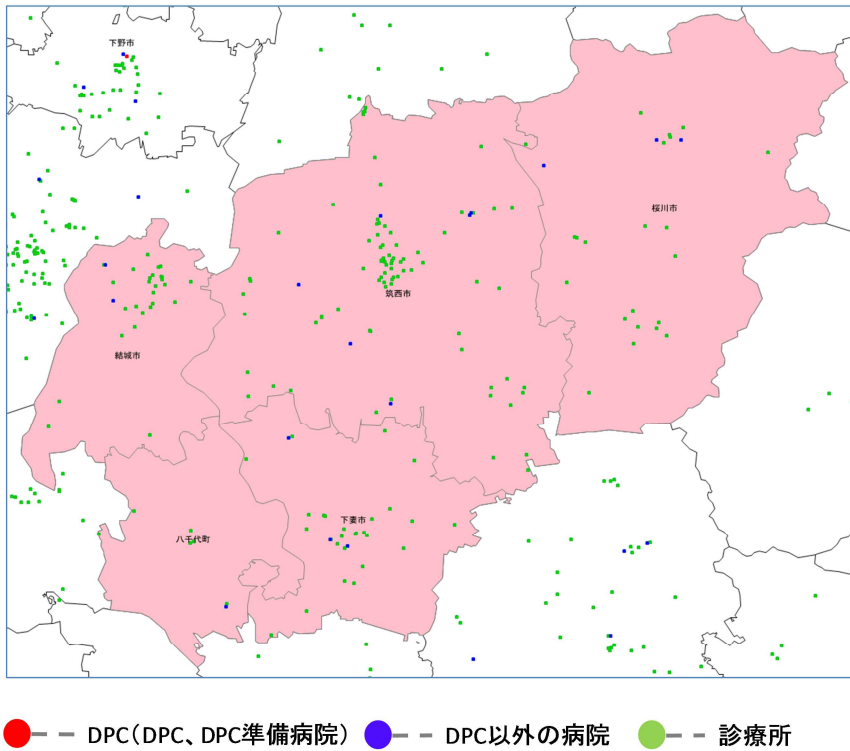 下野市
桜川市
筑西市
結城市
下妻市
八千代町
DPC（DPC、DPC準備病院） DPC以外の病院 診療所